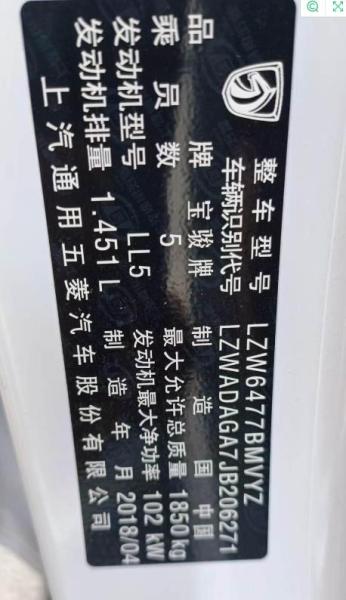 整车型号 LZW6477BMVYZ
车辆识别代号 LZWADAGA7JB206271
品牌 宝骏牌 制造国 中国
乘员数 5 最大允许总质量 1850kg
发动机型号 LL5 发动机最大净功率 102 kW
发动机排量 1.451 L 制造年月 2018/04
上汽通用五菱汽车股份有限公司